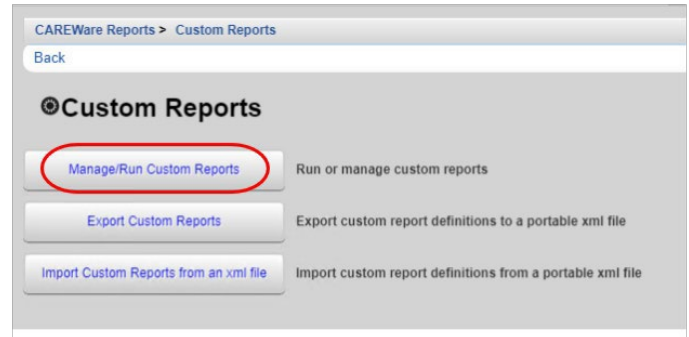 CAREWare Reports > Custom Reports
Back
Custom Reports
Manage/Run Custom Reports Run or manage custom reports
Export Custom Reports Export custom report definitions to a portable xml file
Import Custom Reports from an xml file Import custom report definitions from a portable xml file